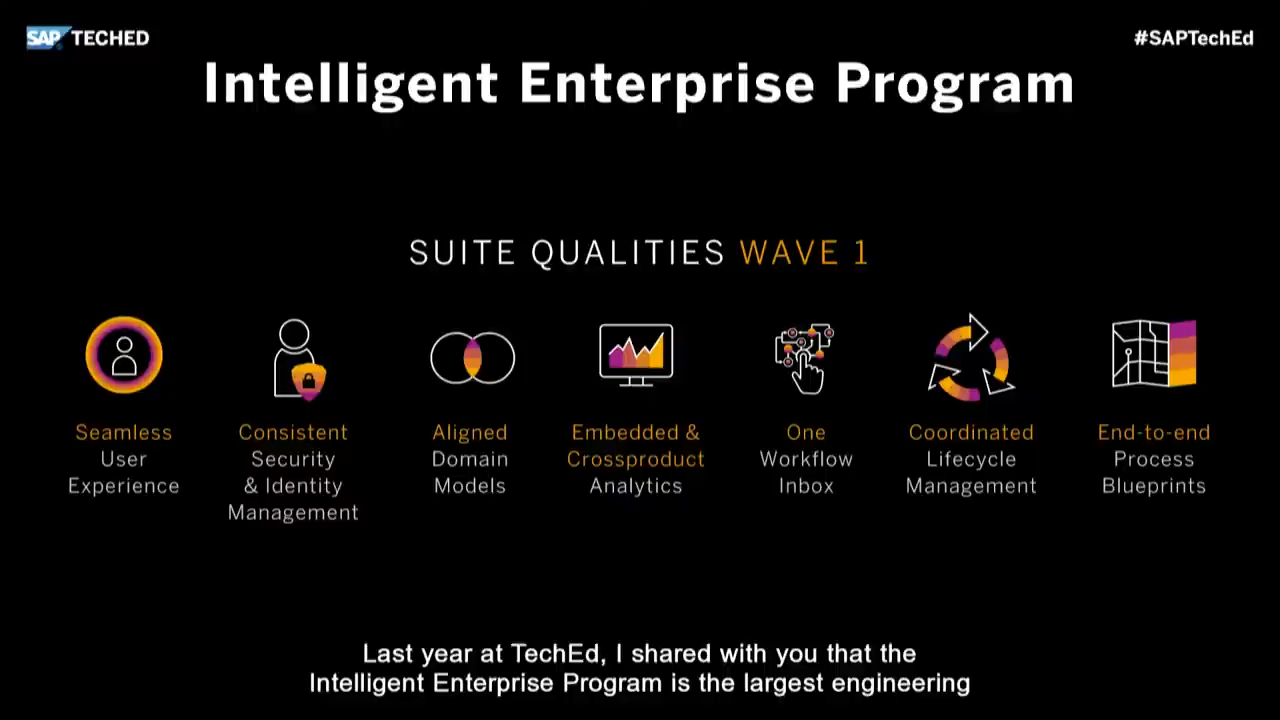 SAP TECHED
#SAPTechEd
Intelligent Enterprise Program
SUITE QUALITIES WAVE 1
Seamless
User
Experience
Consistent
Security
& Identity
Management
Aligned
Domain
Models
Embedded &
Crossproduct
Analytics
One
Workflow
Inbox
Coordinated
Lifecycle
Management
End-to-end
Process
Blueprints
Last year at TechEd, I shared with you that the
Intelligent Enterprise Program is the largest engineering